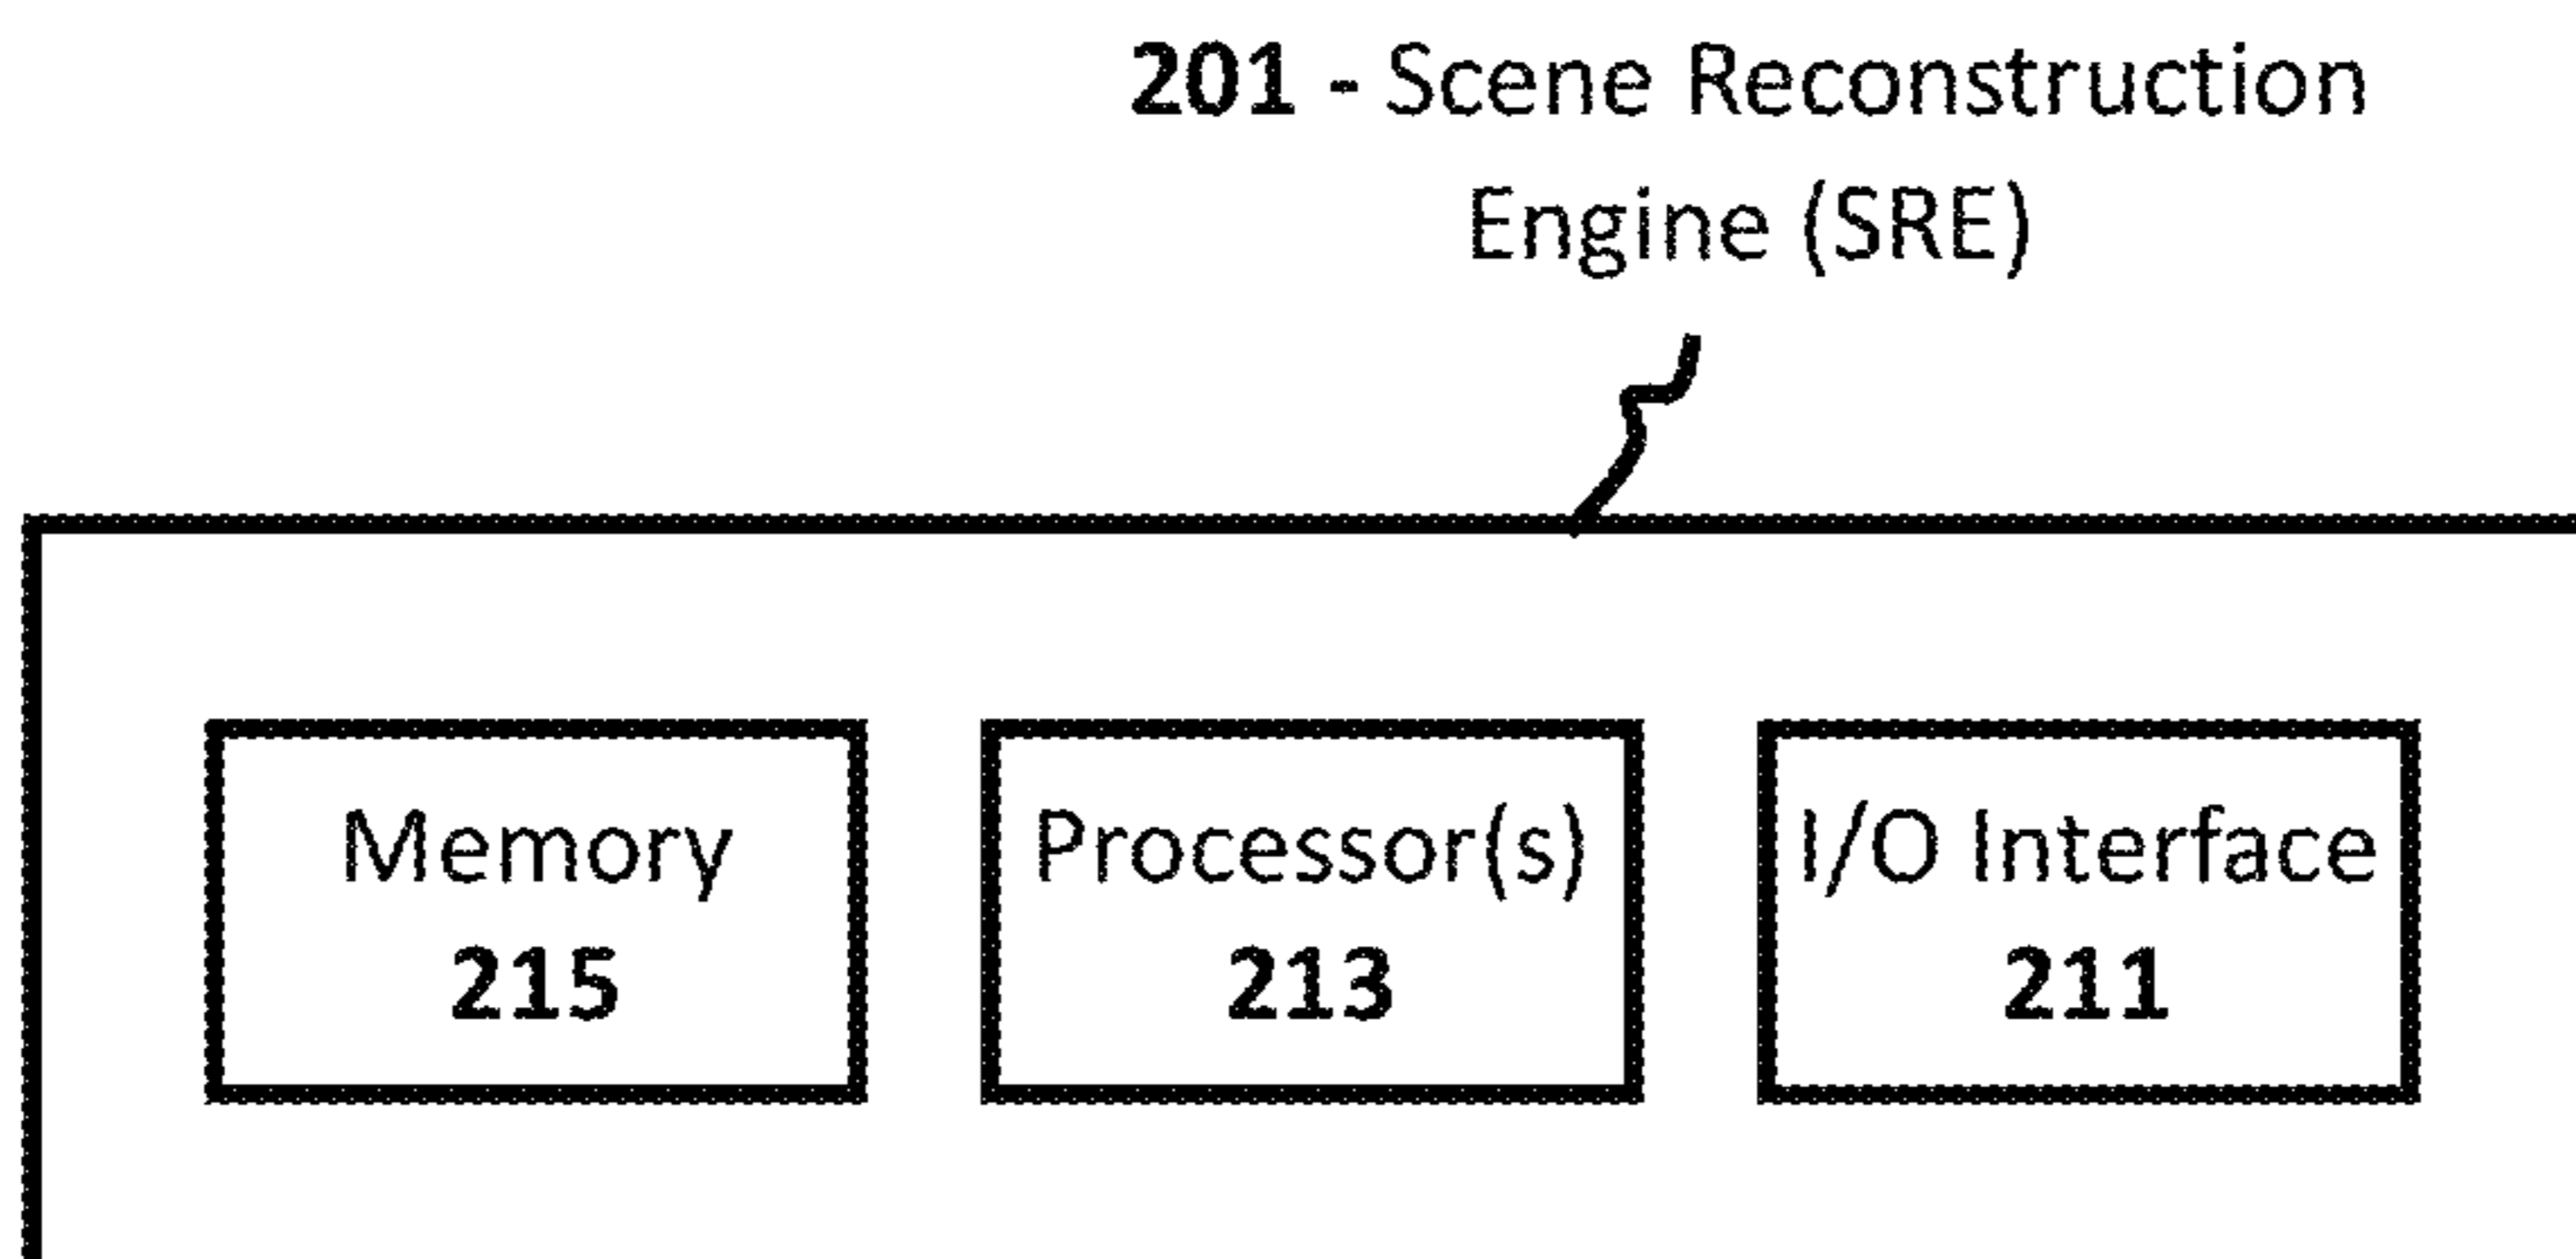 201 - Scene Reconstruction
Engine (SRE)
Memory
215
Processor(s)
213
I/O Interface
211